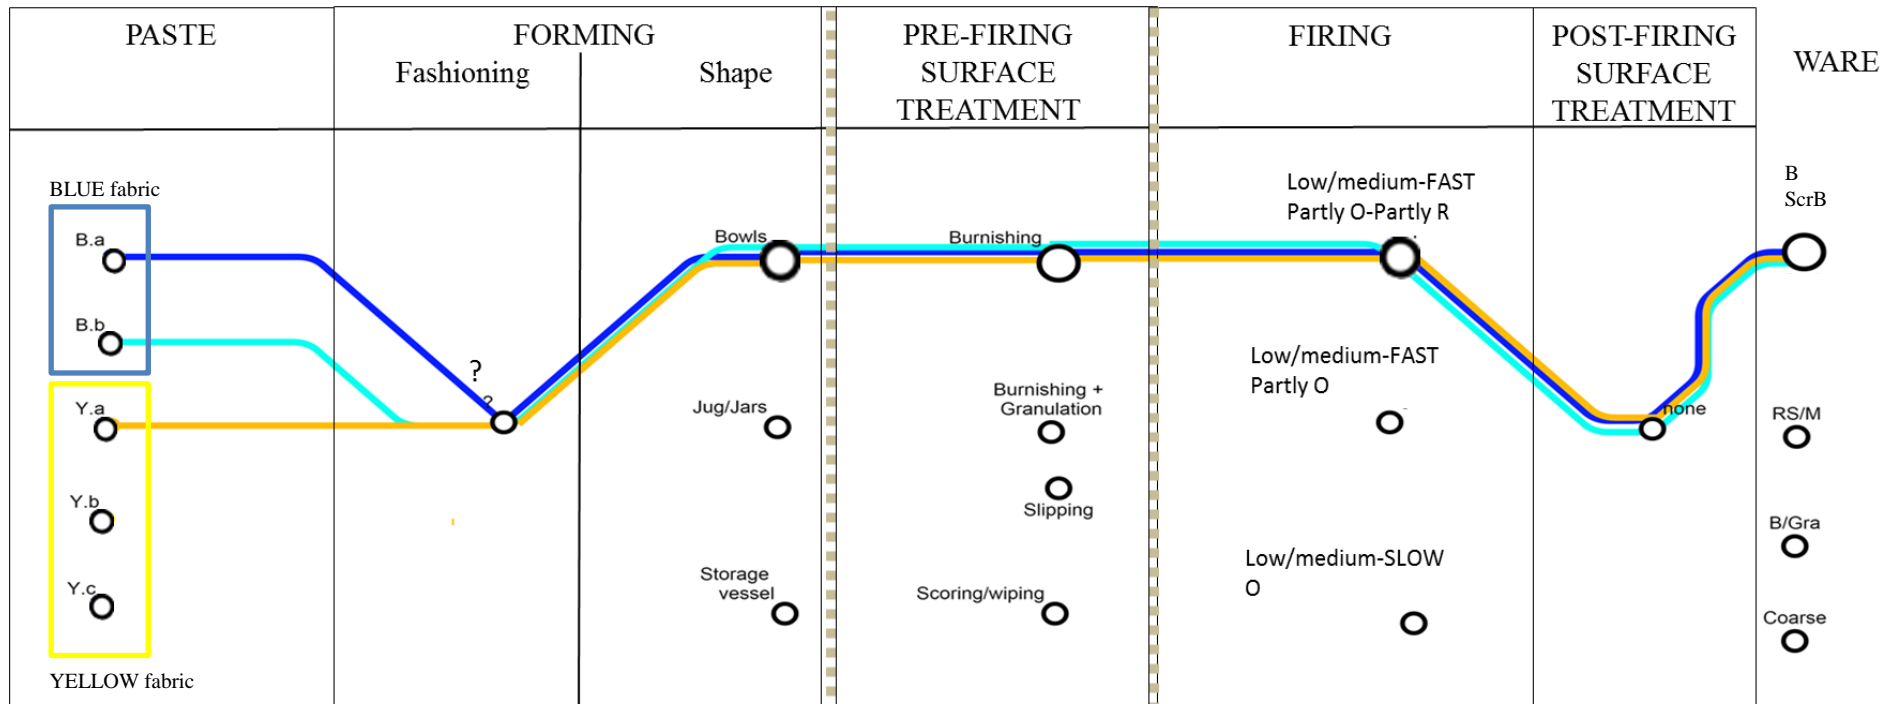 PASTE
FORMING
Fashioning
Shape
PRE-FIRING
SURFACE
TREATMENT
FIRING
POST-FIRING
SURFACE
TREATMENT
WARE
BLUE fabric
B.a
B.b
Y.a
Y.b
Y.c
YELLOW fabric
?
?
Bowls
Jug/Jars
Storage
vessel
Burnishing
Burnishing +
Granulation
Slipping
Scoring/wiping
Low/medium-FAST
Partly O-Partly R
Low/medium-FAST
Partly O
Low/medium-SLOW
O
none
B
ScrB
RS/M
B/Gra
Coarse